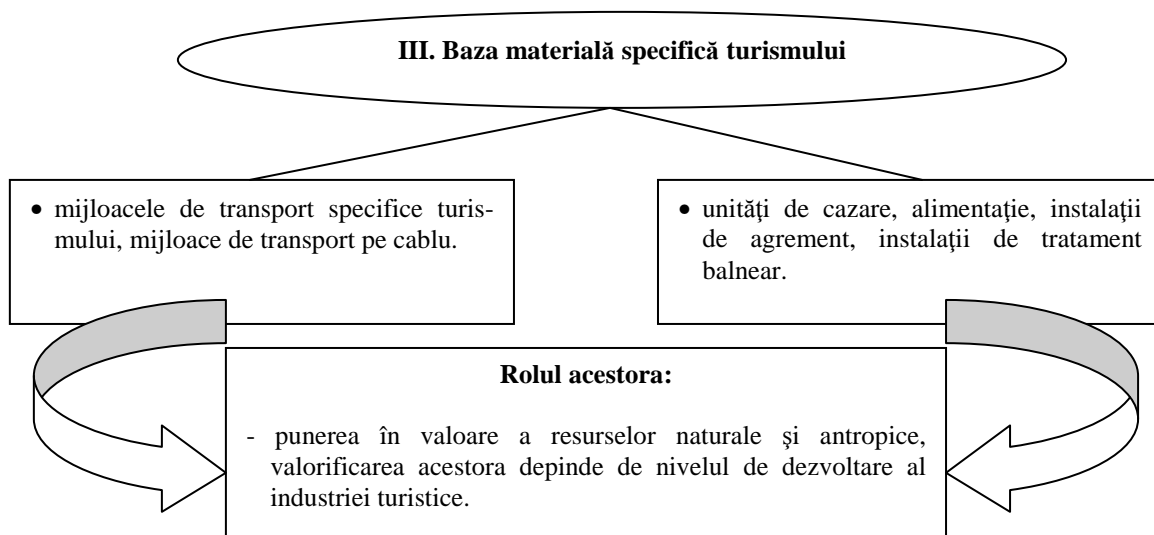 III. Baza materială specifică turismului
• mijloacele de transport specifice turis-
mului, mijloace de transport pe cablu.
• unităţi de cazare, alimentaţie, instalaţii
de agrement, instalaţii de tratament
balnear.
Rolul acestora:
- punerea în valoare a resurselor naturale şi antropice,
valorificarea acestora depinde de nivelul de dezvoltare al
industriei turistice.